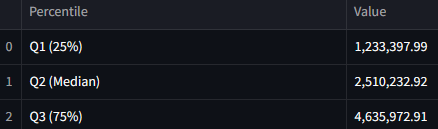 Percentile Value
0 Q1 (25%) 1,233,397.99
1 Q2 (Median) 2,510,232.92
2 Q3 (75%) 4,635,972.91